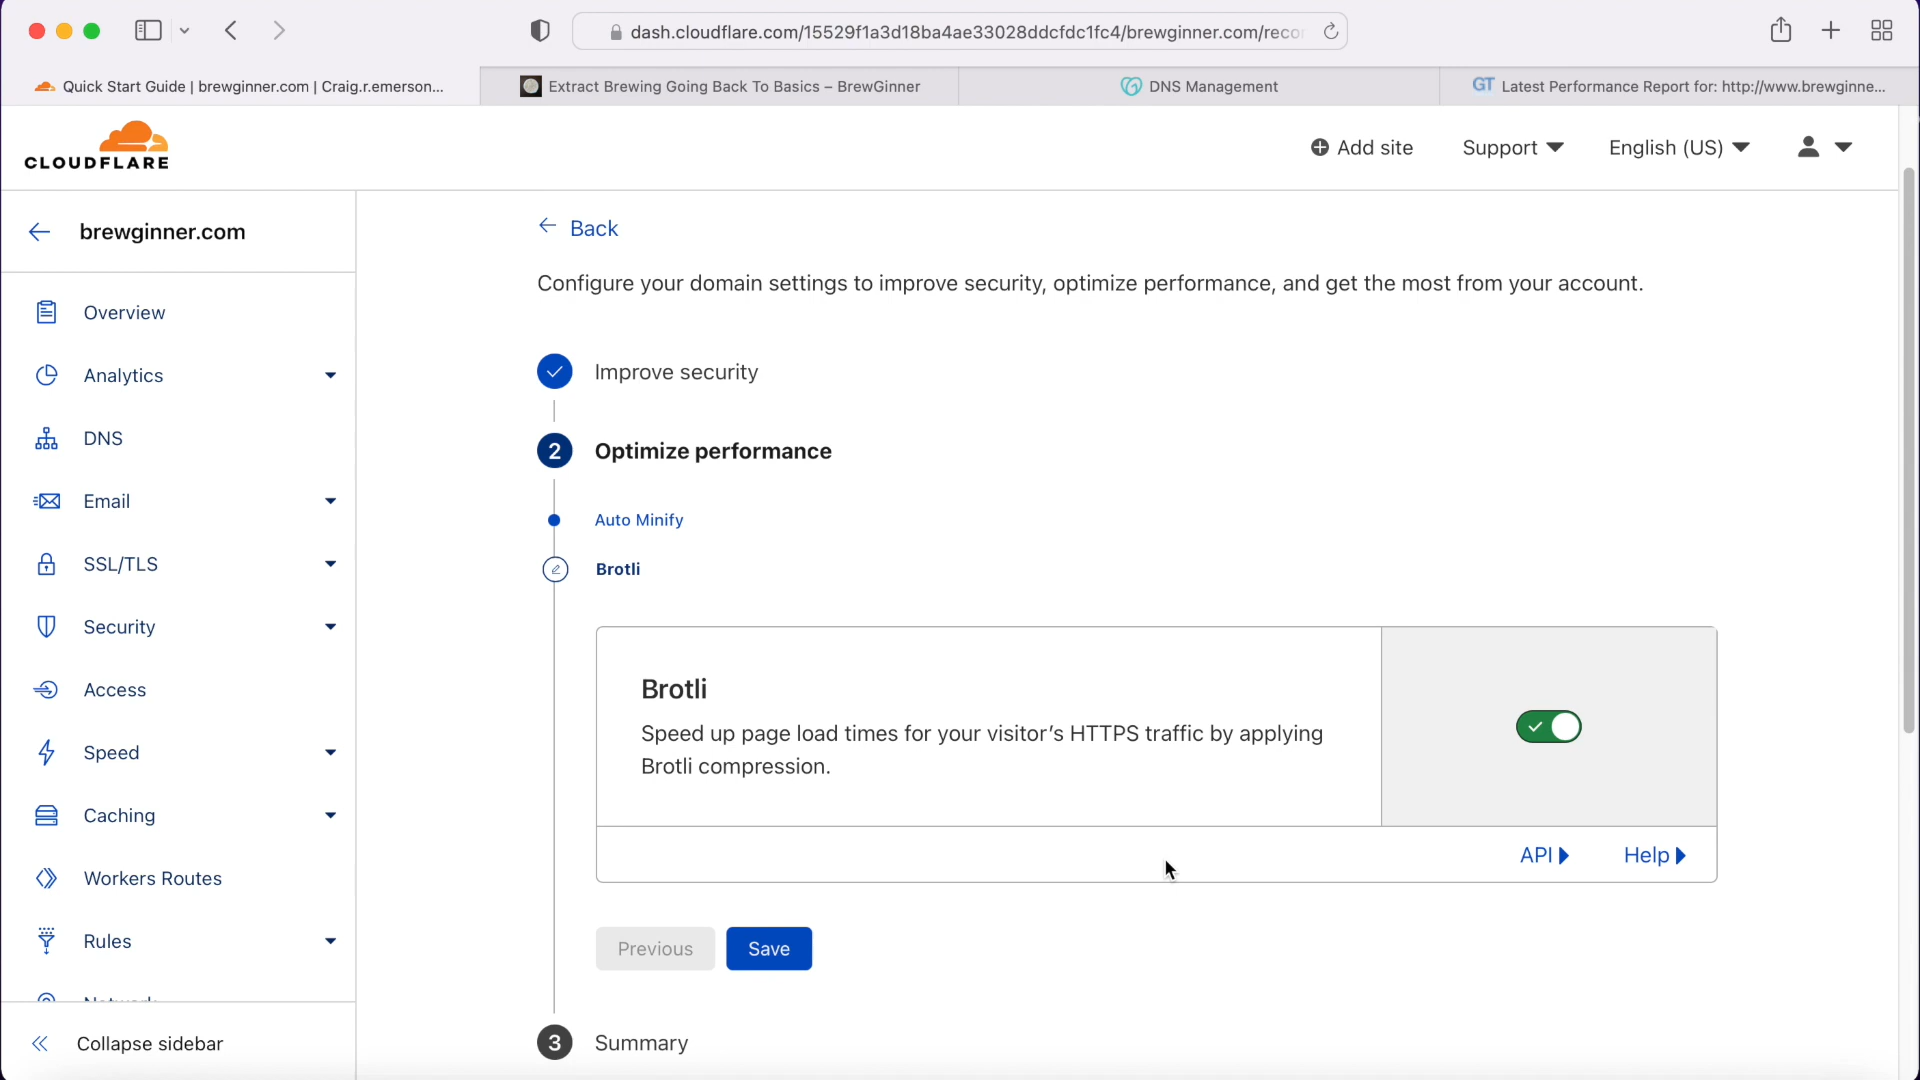 dash.cloudflare.com/15529f1a3d18ba4ae33028ddcfdc1fc4/brewginner.com/reco
Quick Start Guide | brewginner.com | Craig.r.emerson...
Extract Brewing Going Back To Basics – BrewGinner
DNS Management
GT Latest Performance Report for: http://www.brewginne...
CLOUDFLARE
Add site
Support
English (US)
brewginner.com
Overview
Analytics
DNS
Email
SSL/TLS
Security
Access
Speed
Caching
Workers Routes
Rules
Network
Collapse sidebar
Back
Configure your domain settings to improve security, optimize performance, and get the most from your account.
Improve security
2 Optimize performance
Auto Minify
Brotli
Brotli
Speed up page load times for your visitor's HTTPS traffic by applying
Brotli compression.
API
Help
Previous
Save
3 Summary